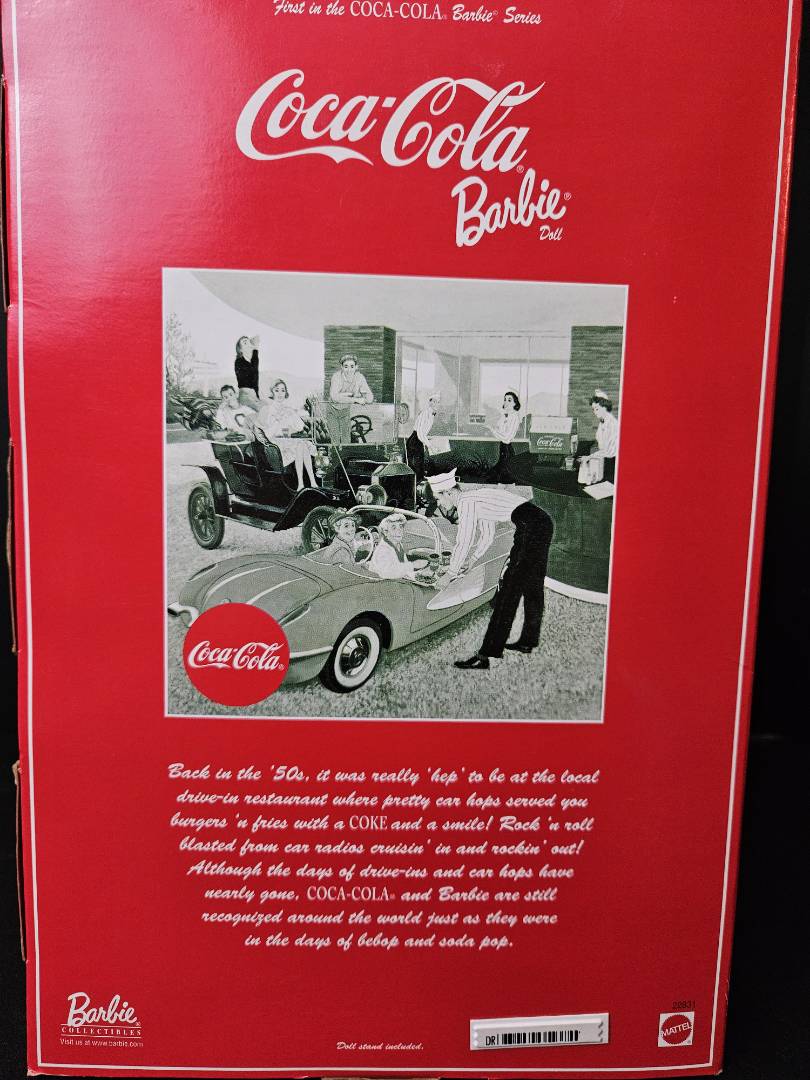 First in the COCA-COLA® Barbie® Series
Coca-Cola®
Barbie®
Doll
Coca-Cola
Coca-Cola®
Back in the '50s, it was really 'hep' to be at the local
drive-in restaurant where pretty car hops served you
burgers 'n fries with a COKE and a smile! Rock 'n roll
blasted from car radios cruisin' in and rockin' out!
Although the days of drive-ins and car hops have
nearly gone, COCA-COLA® and Barbie are still
recognized around the world just as they were
in the days of bebop and soda pop.
Barbie®
COLLECTIBLES
Visit us at www.barbie.com
Doll stand included.
DRI
22831
MATTEL